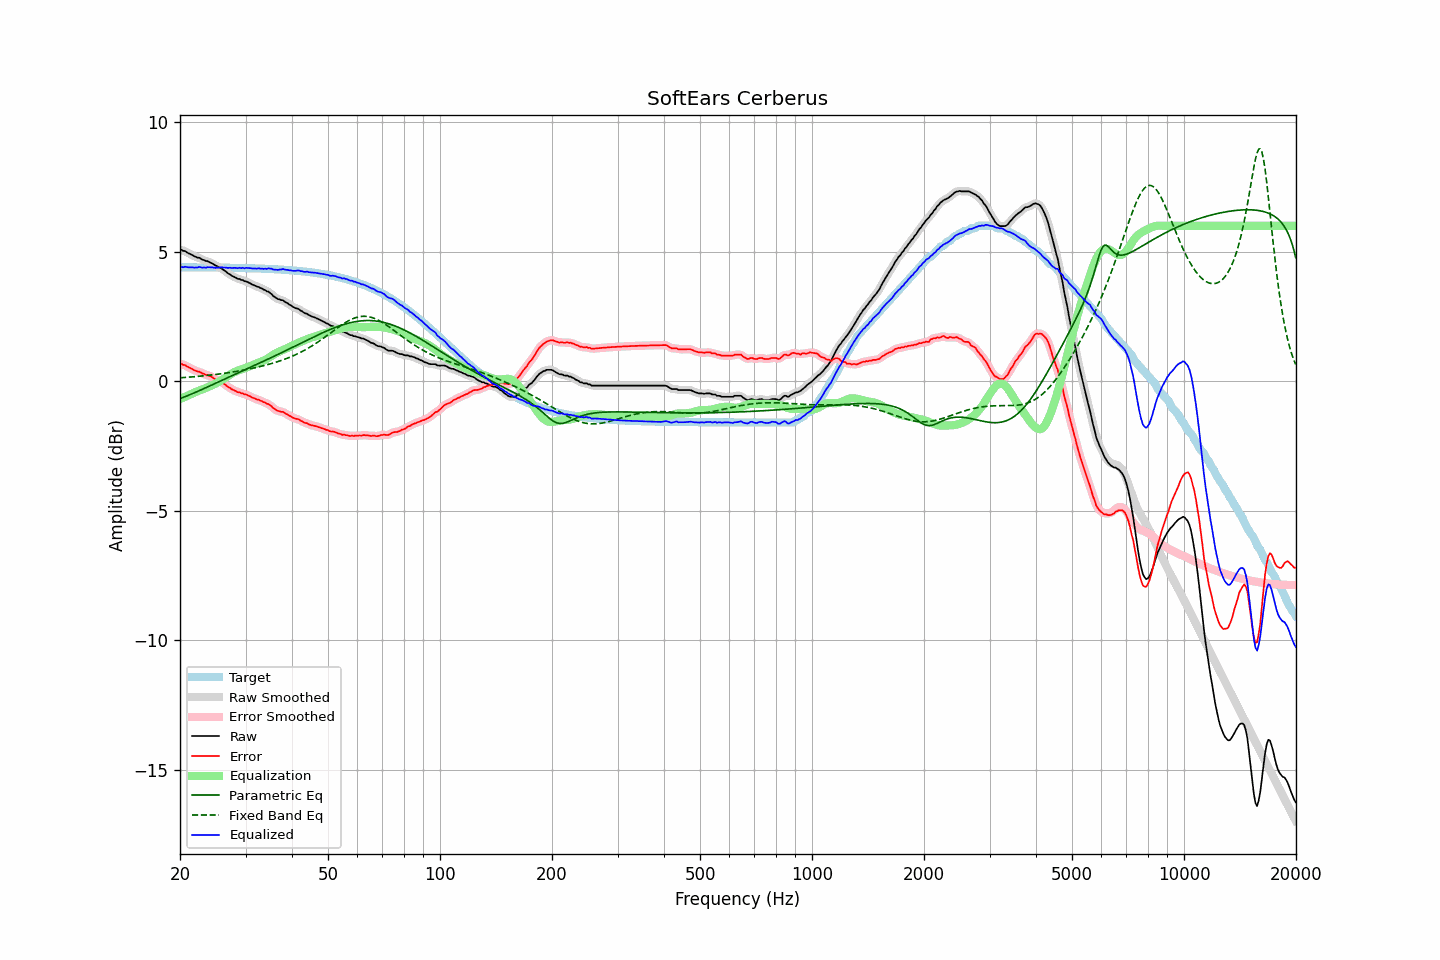 SoftEars Cerberus
10
5
0
−5
−10
−15
Amplitude (dBr)
Target
Raw Smoothed
Error Smoothed
Raw
Error
Equalization
Parametric Eq
Fixed Band Eq
Equalized
20 50 100 200 500 1000 2000 5000 10000 20000
Frequency (Hz)